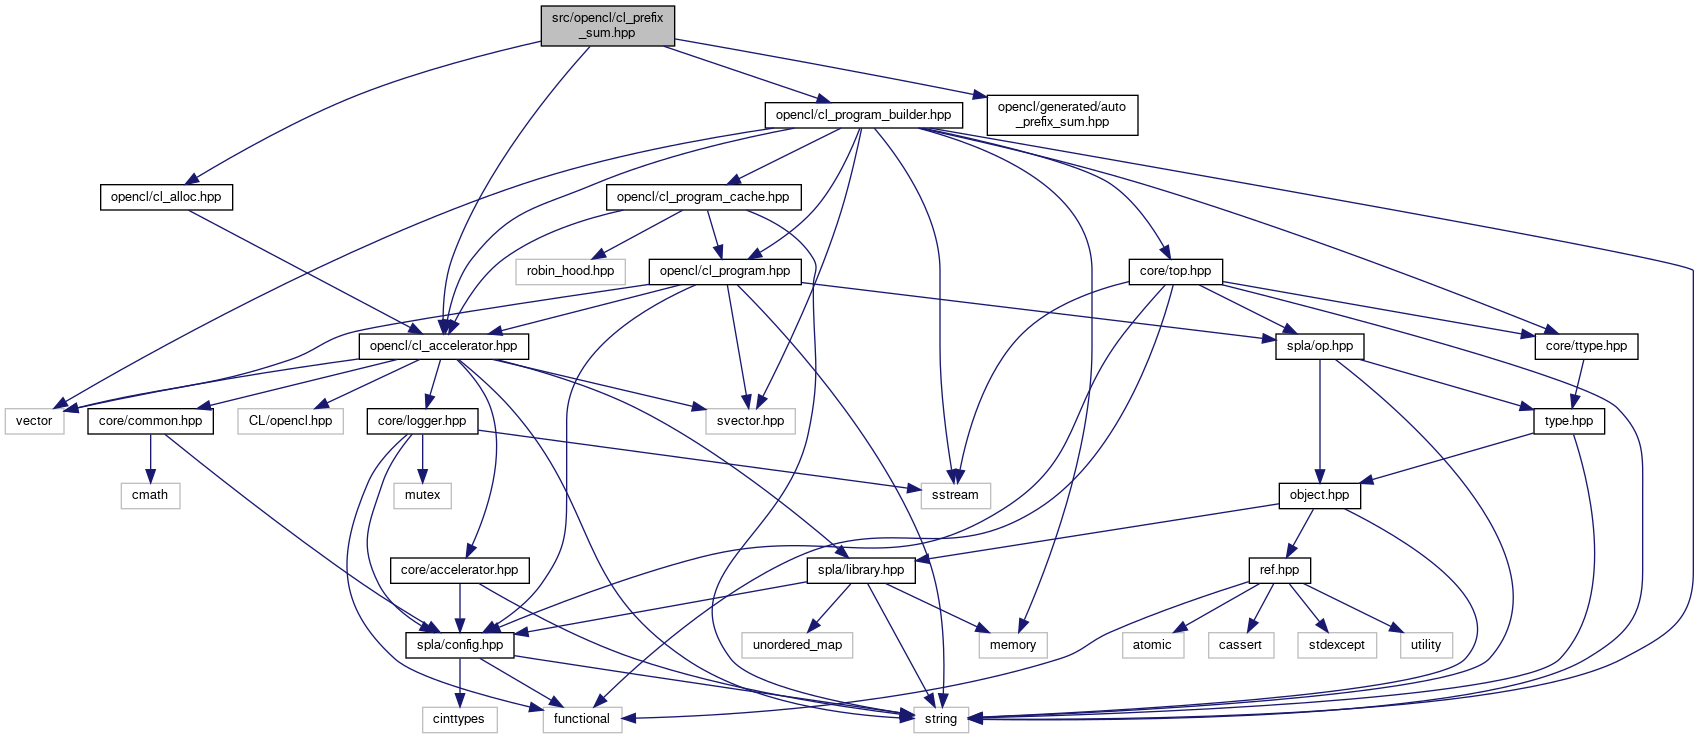 src/opencl/cl_prefix
_sum.hpp
opencl/cl_program_builder.hpp
opencl/generated/auto
_prefix_sum.hpp
opencl/cl_alloc.hpp
opencl/cl_program_cache.hpp
robin_hood.hpp
opencl/cl_program.hpp
core/top.hpp
opencl/cl_accelerator.hpp
spla/op.hpp
core/ttype.hpp
vector
core/common.hpp
CL/opencl.hpp
core/logger.hpp
svector.hpp
type.hpp
cmath
mutex
sstream
object.hpp
core/accelerator.hpp
spla/library.hpp
ref.hpp
spla/config.hpp
unordered_map
memory
atomic
cassert
stdexcept
utility
cinttypes
functional
string